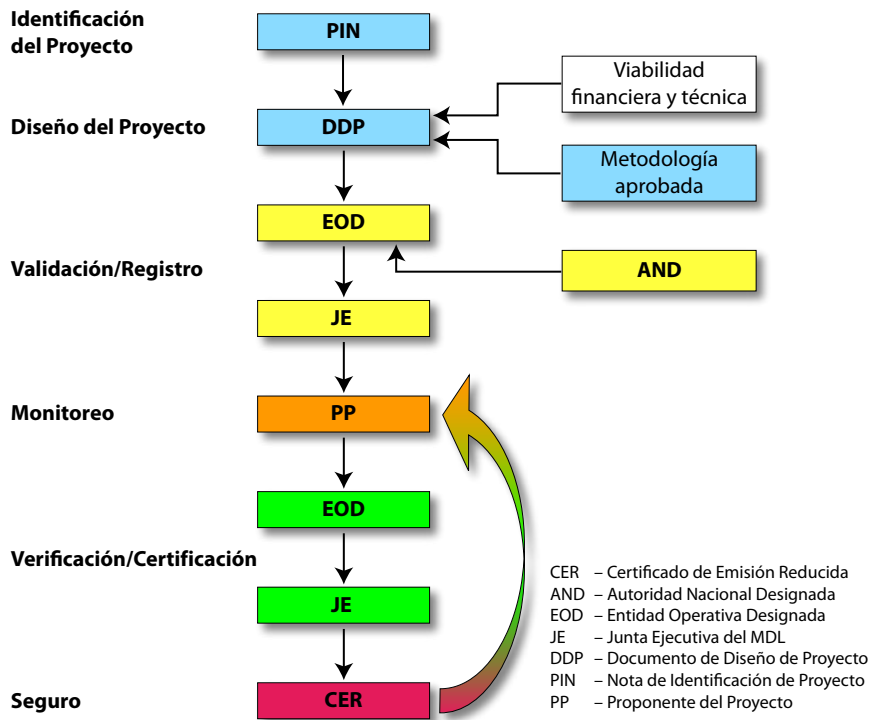 Identificación
del Proyecto
PIN
Viabilidad
financiera y técnica
Diseño del Proyecto
DDP
Metodología
aprobada
EOD
Validación/Registro
AND
JE
Monitoreo
PP
EOD
Verificación/Certificación
JE
Seguro
CER
CER – Certificado de Emisión Reducida
AND – Autoridad Nacional Designada
EOD – Entidad Operativa Designada
JE – Junta Ejecutiva del MDL
DDP – Documento de Diseño de Proyecto
PIN – Nota de Identificación de Proyecto
PP – Proponente del Proyecto